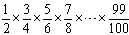 1/2 × 3/4 × 5/6 × 7/8 × ··· × 99/100